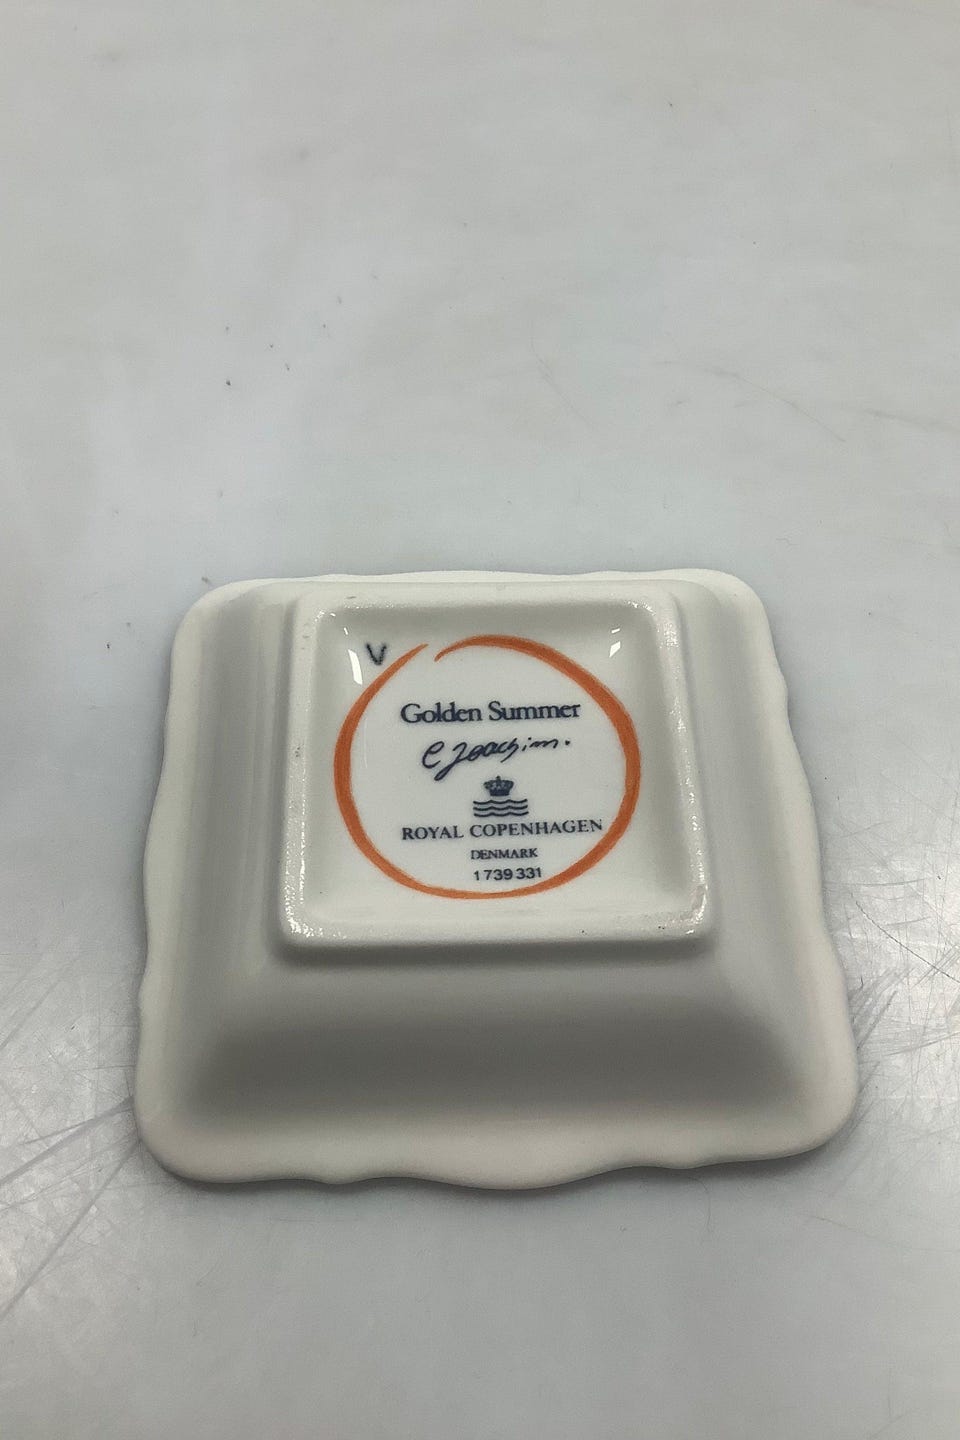 V
Golden Summer
C Joachim.
ROYAL COPENHAGEN
DENMARK
1739 331